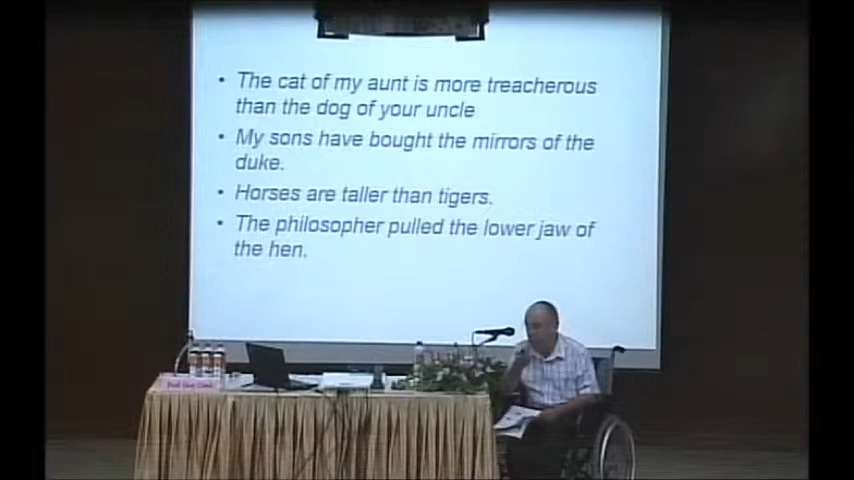 • The cat of my aunt is more treacherous
than the dog of your uncle
• My sons have bought the mirrors of the
duke.
• Horses are taller than tigers.
• The philosopher pulled the lower jaw of
the hen.